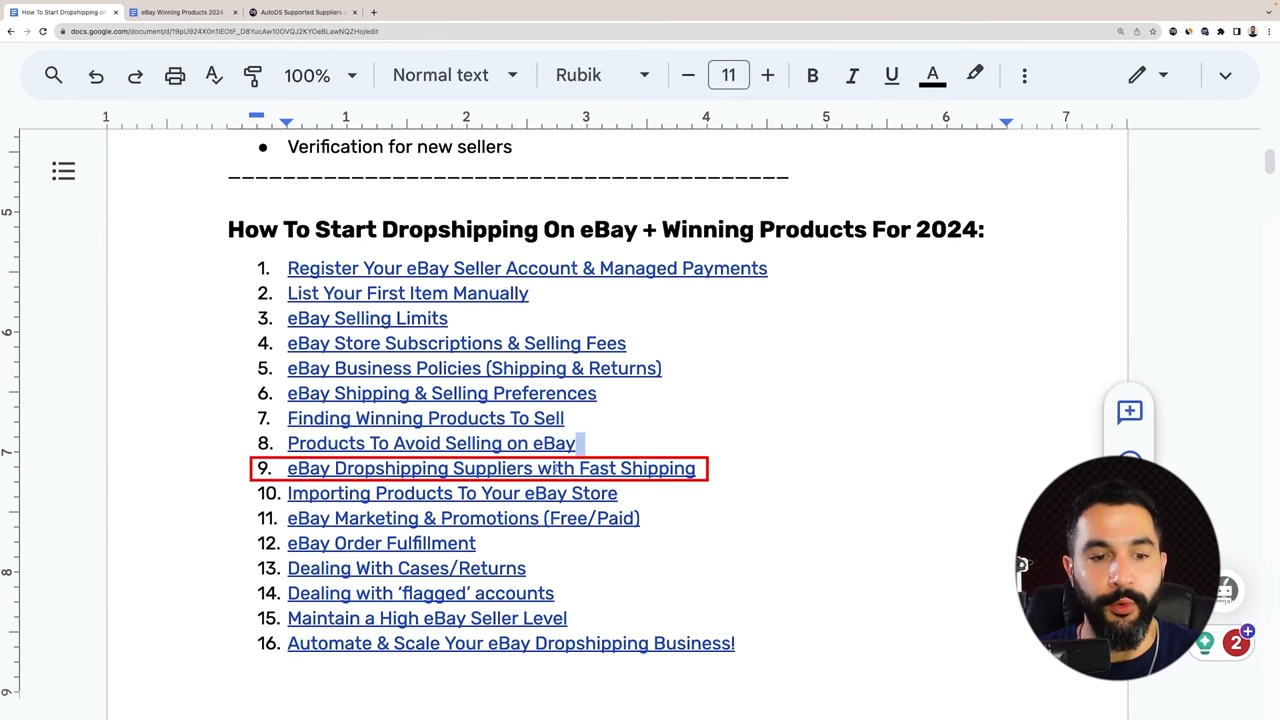 How To Start Dropshipping on
eBay Winning Products 2024
AutoDS Supported Suppliers
100%
Normal text
Rubik
11
B I U A
1 1 2 3 4 5 6 7
5
6
7
8
9
Verification for new sellers
How To Start Dropshipping On eBay + Winning Products For 2024:
1. Register Your eBay Seller Account & Managed Payments
2. List Your First Item Manually
3. eBay Selling Limits
4. eBay Store Subscriptions & Selling Fees
5. eBay Business Policies (Shipping & Returns)
6. eBay Shipping & Selling Preferences
7. Finding Winning Products To Sell
8. Products To Avoid Selling on eBay
9. eBay Dropshipping Suppliers with Fast Shipping
10. Importing Products To Your eBay Store
11. eBay Marketing & Promotions (Free/Paid)
12. eBay Order Fulfillment
13. Dealing With Cases/Returns
14. Dealing with ‘flagged’ accounts
15. Maintain a High eBay Seller Level
16. Automate & Scale Your eBay Dropshipping Business!
2